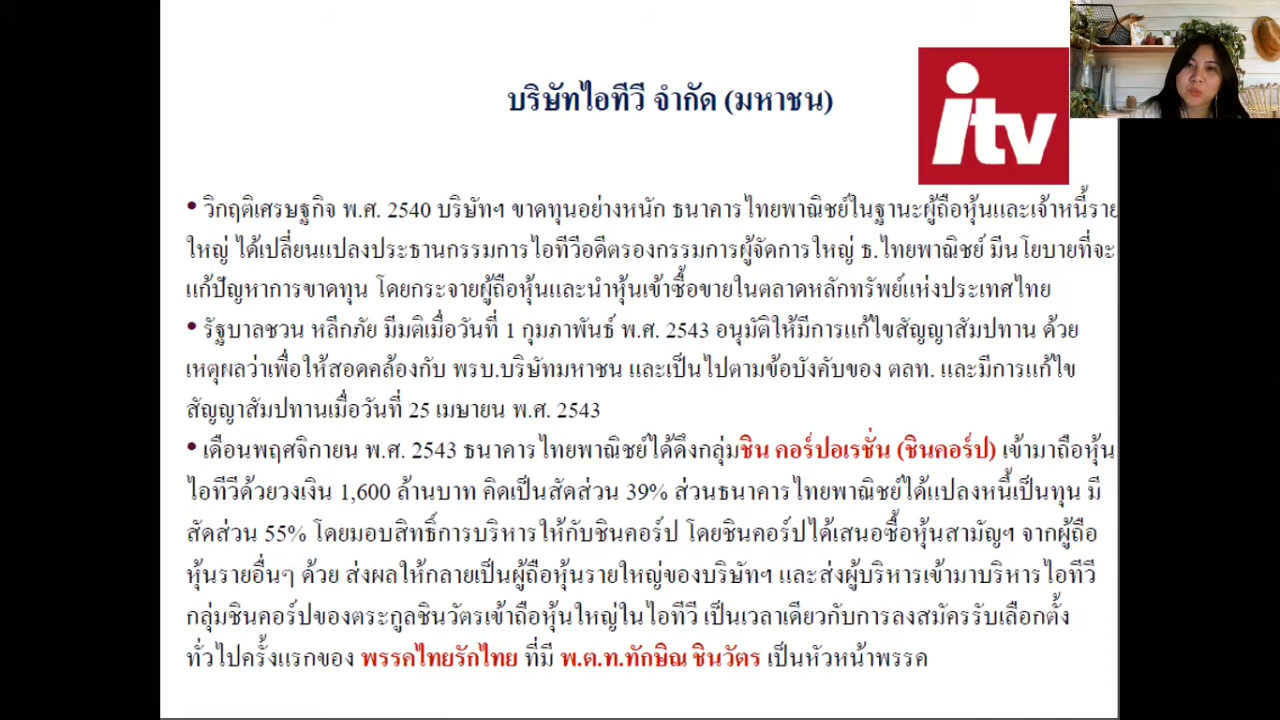 บริษัทไอทีวี จำกัด (มหาชน)
itv
• วิกฤติเศรษฐกิจ พ.ศ. 2540 บริษัทฯ ขาดทุนอย่างหนัก ธนาคารไทยพาณิชย์ในฐานะผู้ถือหุ้นและเจ้าหนี้ราย
ใหญ่ ได้เปลี่ยนแปลงประธานกรรมการไอทีวีอดีตรองกรรมการผู้จัดการใหญ่ ธ.ไทยพาณิชย์ มีนโยบายที่จะ
แก้ปัญหาการขาดทุน โดยกระจายผู้ถือหุ้นและนำหุ้นเข้าซื้อขายในตลาดหลักทรัพย์แห่งประเทศไทย
• รัฐบาลชวน หลีกภัย มีมติเมื่อวันที่ 1 กุมภาพันธ์ พ.ศ. 2543 อนุมัติให้มีการแก้ไขสัญญาสัมปทาน ด้วย
เหตุผลว่าเพื่อให้สอดคล้องกับ พรบ.บริษัทมหาชน และเป็นไปตามข้อบังคับของ ตลท. และมีการแก้ไข
สัญญาสัมปทานเมื่อวันที่ 25 เมษายน พ.ศ. 2543
• เดือนพฤศจิกายน พ.ศ. 2543 ธนาคารไทยพาณิชย์ได้ดึงกลุ่มชิน คอร์ปอเรชั่น (ชินคอร์ป) เข้ามาถือหุ้น
ไอทีวีด้วยวงเงิน 1,600 ล้านบาท คิดเป็นสัดส่วน 39% ส่วนธนาคารไทยพาณิชย์ได้แปลงหนี้เป็นทุน มี
สัดส่วน 55% โดยมอบสิทธิ์การบริหารให้กับชินคอร์ป โดยชินคอร์ปได้เสนอซื้อหุ้นสามัญฯ จากผู้ถือ
หุ้นรายอื่นๆ ด้วย ส่งผลให้กลายเป็นผู้ถือหุ้นรายใหญ่ของบริษัทฯ และส่งผู้บริหารเข้ามาบริหารไอทีวี
กลุ่มชินคอร์ปของตระกูลชินวัตรเข้าถือหุ้นใหญ่ในไอทีวี เป็นเวลาเดียวกับการลงสมัครรับเลือกตั้ง
ทั่วไปครั้งแรกของ พรรคไทยรักไทย ที่มี พ.ต.ท.ทักษิณ ชินวัตร เป็นหัวหน้าพรรค